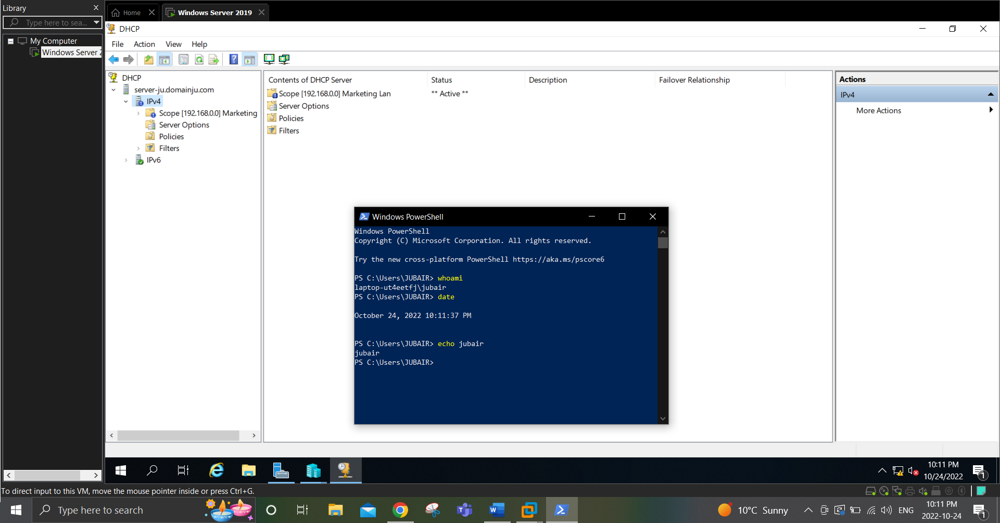 Library
Type here to sea...
My Computer
Windows Server 2
Home
Windows Server 2019
DHCP
File
Action
View
Help
DHCP
server-ju.domainju.com
IPv4
Scope [192.168.0.0] Marketing
Server Options
Policies
Filters
IPv6
Contents of DHCP Server
Status
Description
Failover Relationship
Scope [192.168.0.0] Marketing Lan
** Active **
Server Options
Policies
Filters
Actions
IPv4
More Actions
Windows PowerShell
Windows PowerShell
Copyright (C) Microsoft Corporation. All rights reserved.
Try the new cross-platform PowerShell https://aka.ms/pscore6
PS C:\Users\JUBAIR> whoami
laptop-ut4eetfj\jubair
PS C:\Users\JUBAIR> date
October 24, 2022 10:11:37 PM
PS C:\Users\JUBAIR> echo jubair
jubair
PS C:\Users\JUBAIR>
10:11 PM
10/24/2022
1
To direct input to this VM, move the mouse pointer inside or press Ctrl+G.
Type here to search
10°C Sunny
ENG
10:11 PM
2022-10-24
1